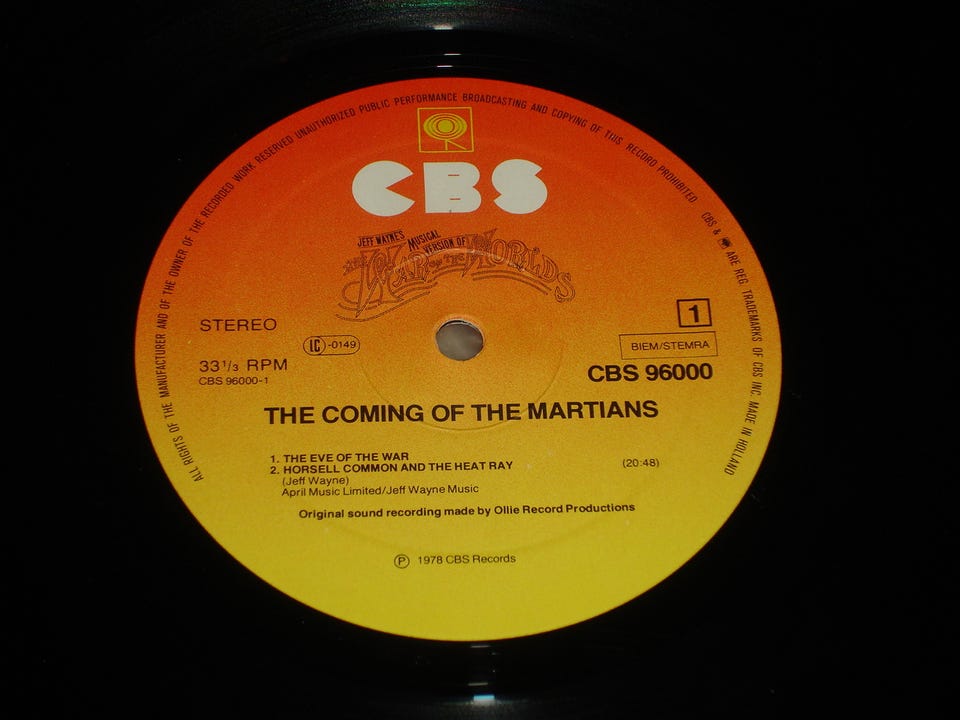 ALL RIGHTS OF THE MANUFACTURER AND OF THE OWNER OF THE RECORDED WORK RESERVED UNAUTHORIZED PUBLIC PERFORMANCE BROADCASTING AND COPYING OF THIS RECORD PROHIBITED
CBS & ARE REG. TRADEMARKS OF CBS INC. MADE IN HOLLAND
CBS
JEFF WAYNE'S
MUSICAL
VERSION OF
THE WAR OF THE WORLDS
STEREO
LC -0149
1
BIEM/STEMRA
33 1/3 RPM
CBS 96000
CBS 96000-1
THE COMING OF THE MARTIANS
1. THE EVE OF THE WAR
2. HORSELL COMMON AND THE HEAT RAY (20:48)
(Jeff Wayne)
April Music Limited/Jeff Wayne Music
Original sound recording made by Ollie Record Productions
℗ 1978 CBS Records